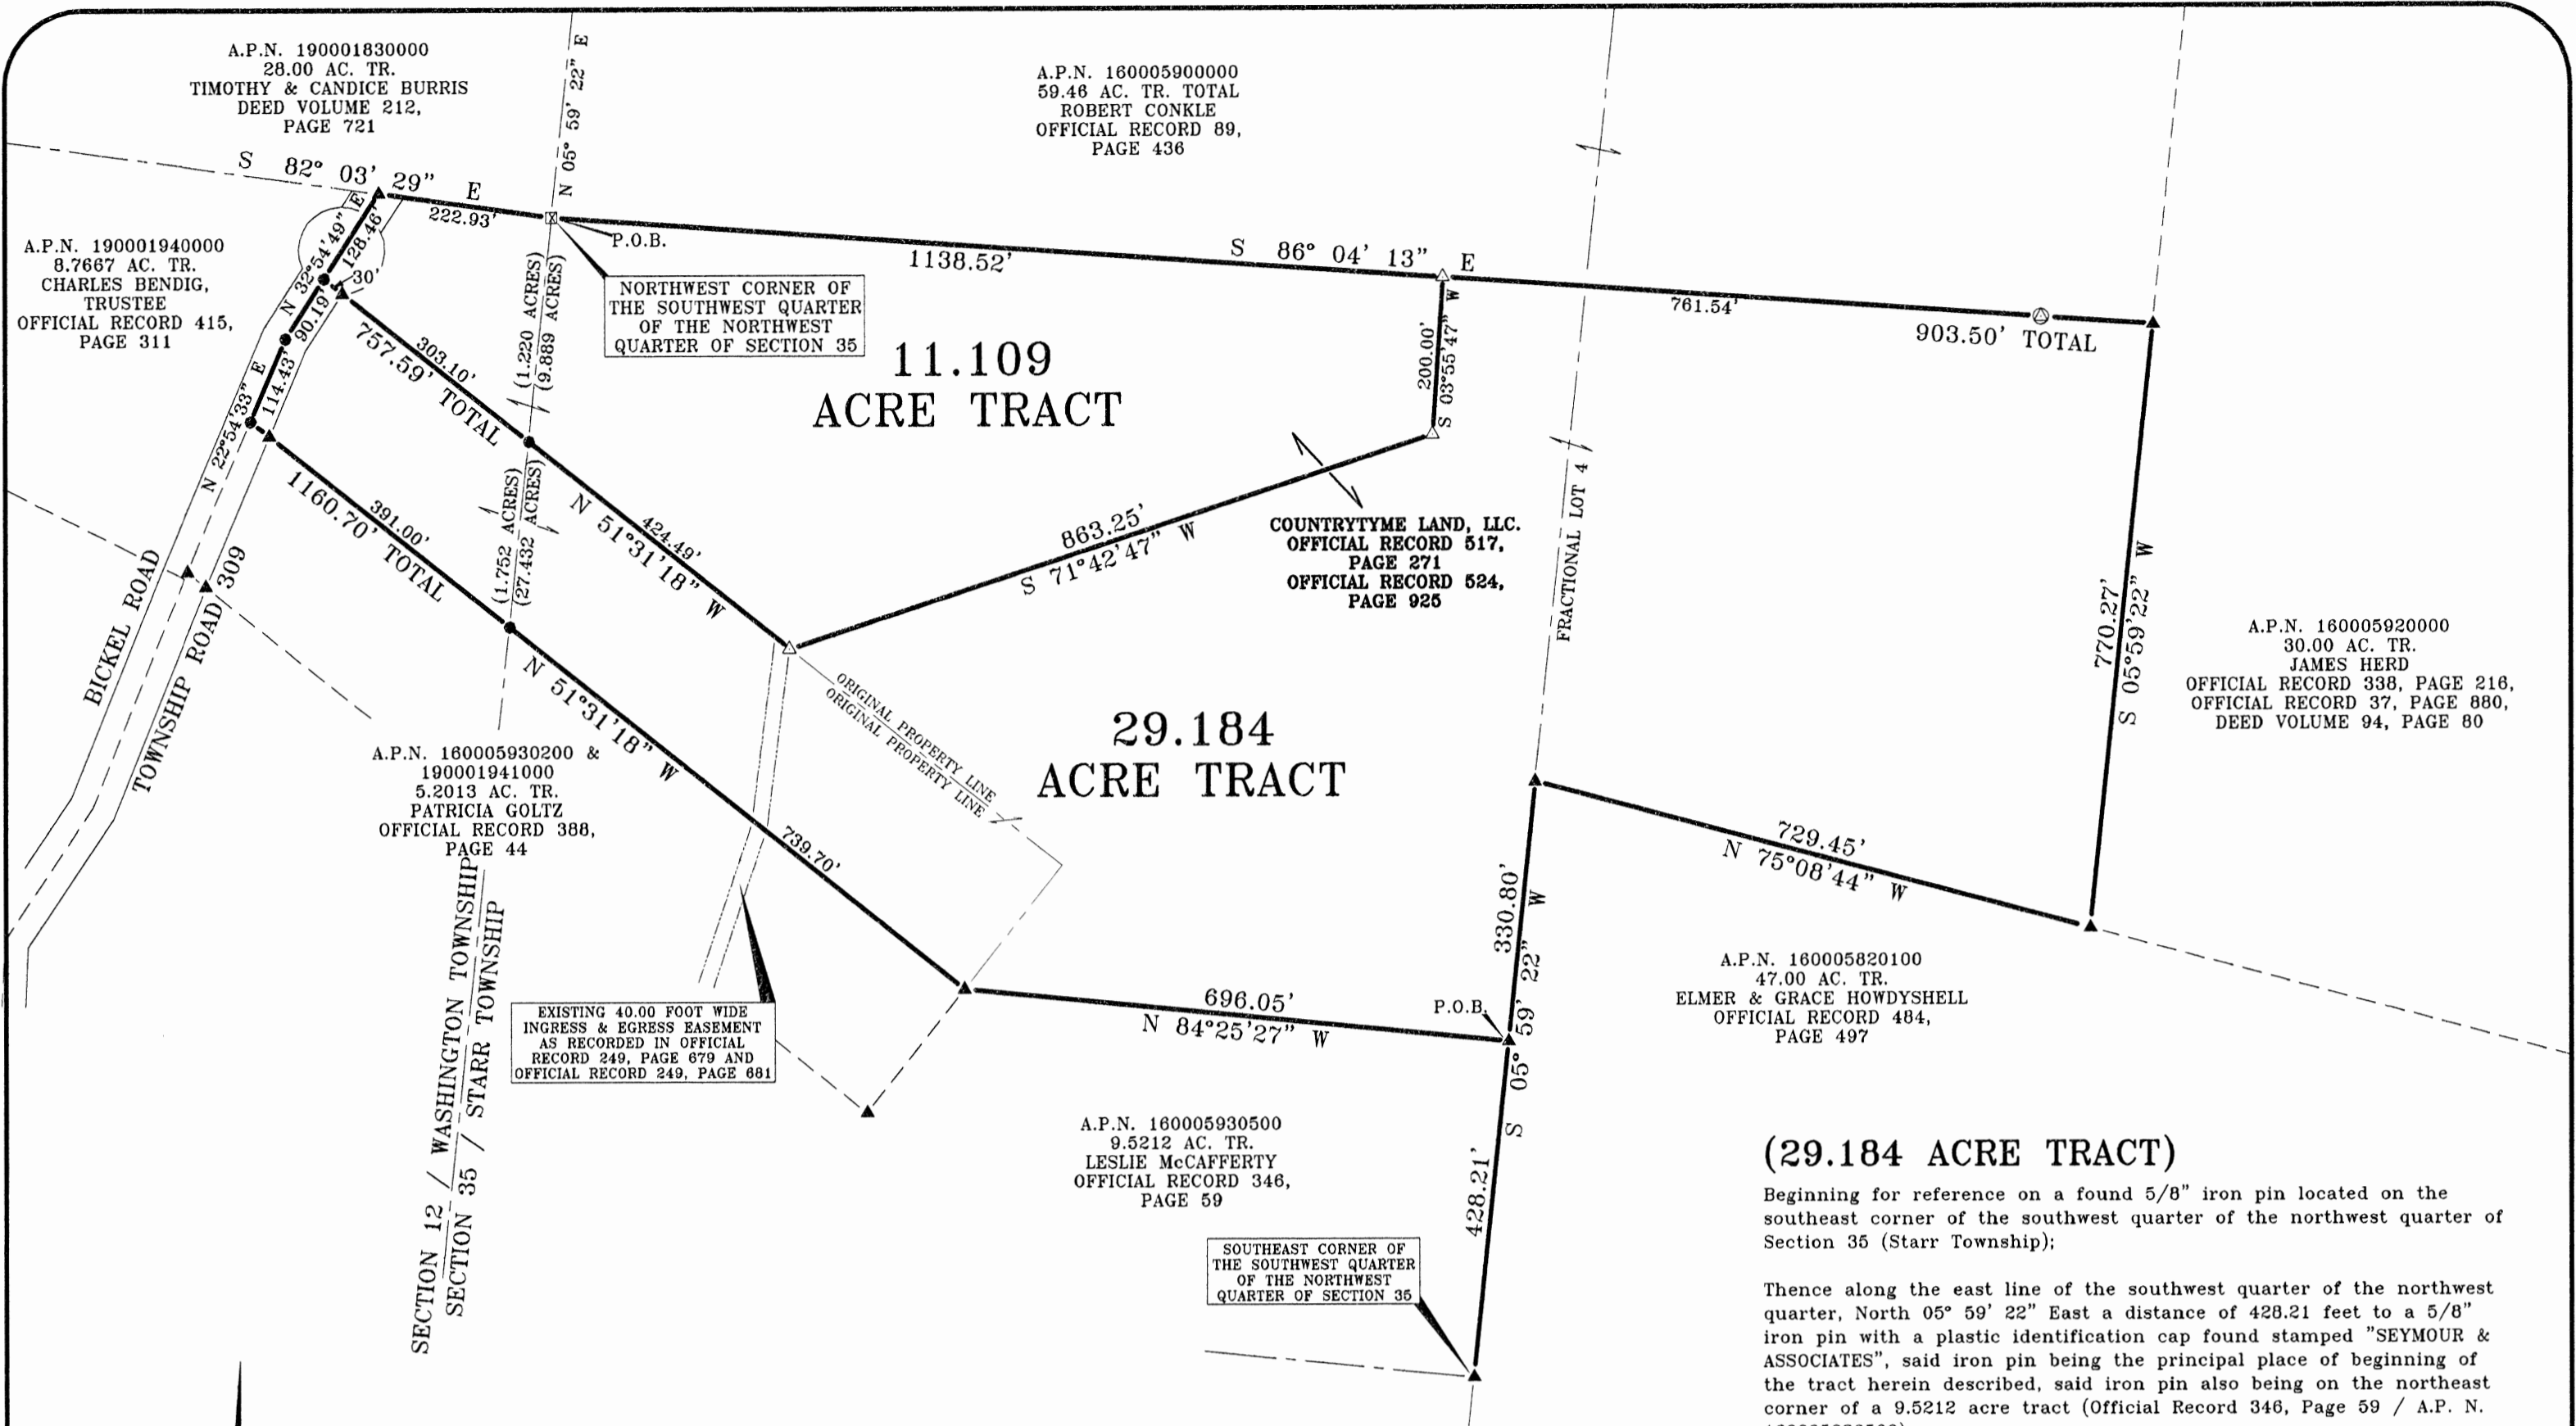 A.P.N. 190001830000
28.00 AC. TR.
TIMOTHY & CANDICE BURRIS
DEED VOLUME 212,
PAGE 721
N 05° 59' 22" E
A.P.N. 160005900000
59.46 AC. TR. TOTAL
ROBERT CONKLE
OFFICIAL RECORD 89,
PAGE 436
S 82° 03' 29" E
222.93'
A.P.N. 190001940000
8.7667 AC. TR.
CHARLES BENDIG,
TRUSTEE
OFFICIAL RECORD 415,
PAGE 311
N 32°54'49" E
128.46'
90.19'
30'
N 22°54'33" E
114.43'
P.O.B.
NORTHWEST CORNER OF
THE SOUTHWEST QUARTER
OF THE NORTHWEST
QUARTER OF SECTION 35
1138.52'
S 86° 04' 13" E
761.54'
903.50' TOTAL
(1.220 ACRES)
(9.889 ACRES)
11.109
ACRE TRACT
200.00'
S 03°55'47" W
303.10'
757.59' TOTAL
424.49'
N 51°31'18" W
863.25'
S 71°42'47" W
COUNTRYTYME LAND, LLC.
OFFICIAL RECORD 517,
PAGE 271
OFFICIAL RECORD 524,
PAGE 925
FRACTIONAL LOT 4
391.00'
1160.70' TOTAL
(1.752 ACRES)
(27.432 ACRES)
BICKEL ROAD
TOWNSHIP ROAD 309
N 51°31'18" W
739.70'
ORIGINAL PROPERTY LINE
ORIGINAL PROPERTY LINE
29.184
ACRE TRACT
770.27'
S 05°59'22" W
A.P.N. 160005920000
30.00 AC. TR.
JAMES HERD
OFFICIAL RECORD 338, PAGE 216,
OFFICIAL RECORD 37, PAGE 880,
DEED VOLUME 94, PAGE 80
A.P.N. 160005930200 &
190001941000
5.2013 AC. TR.
PATRICIA GOLTZ
OFFICIAL RECORD 388,
PAGE 44
729.45'
N 75°08'44" W
330.80'
S 05° 59' 22" W
696.05'
N 84°25'27" W
P.O.B.
A.P.N. 160005820100
47.00 AC. TR.
ELMER & GRACE HOWDYSHELL
OFFICIAL RECORD 484,
PAGE 497
EXISTING 40.00 FOOT WIDE
INGRESS & EGRESS EASEMENT
AS RECORDED IN OFFICIAL
RECORD 249, PAGE 679 AND
OFFICIAL RECORD 249, PAGE 681
SECTION 12 / WASHINGTON TOWNSHIP
SECTION 35 / STARR TOWNSHIP
A.P.N. 160005930500
9.5212 AC. TR.
LESLIE McCAFFERTY
OFFICIAL RECORD 346,
PAGE 59
428.21'
SOUTHEAST CORNER OF
THE SOUTHWEST QUARTER
OF THE NORTHWEST
QUARTER OF SECTION 35
(29.184 ACRE TRACT)
Beginning for reference on a found 5/8" iron pin located on the
southeast corner of the southwest quarter of the northwest quarter of
Section 35 (Starr Township);
Thence along the east line of the southwest quarter of the northwest
quarter, North 05° 59' 22" East a distance of 428.21 feet to a 5/8"
iron pin with a plastic identification cap found stamped "SEYMOUR &
ASSOCIATES", said iron pin being the principal place of beginning of
the tract herein described, said iron pin also being on the northeast
corner of a 9.5212 acre tract (Official Record 346, Page 59 / A.P. N.